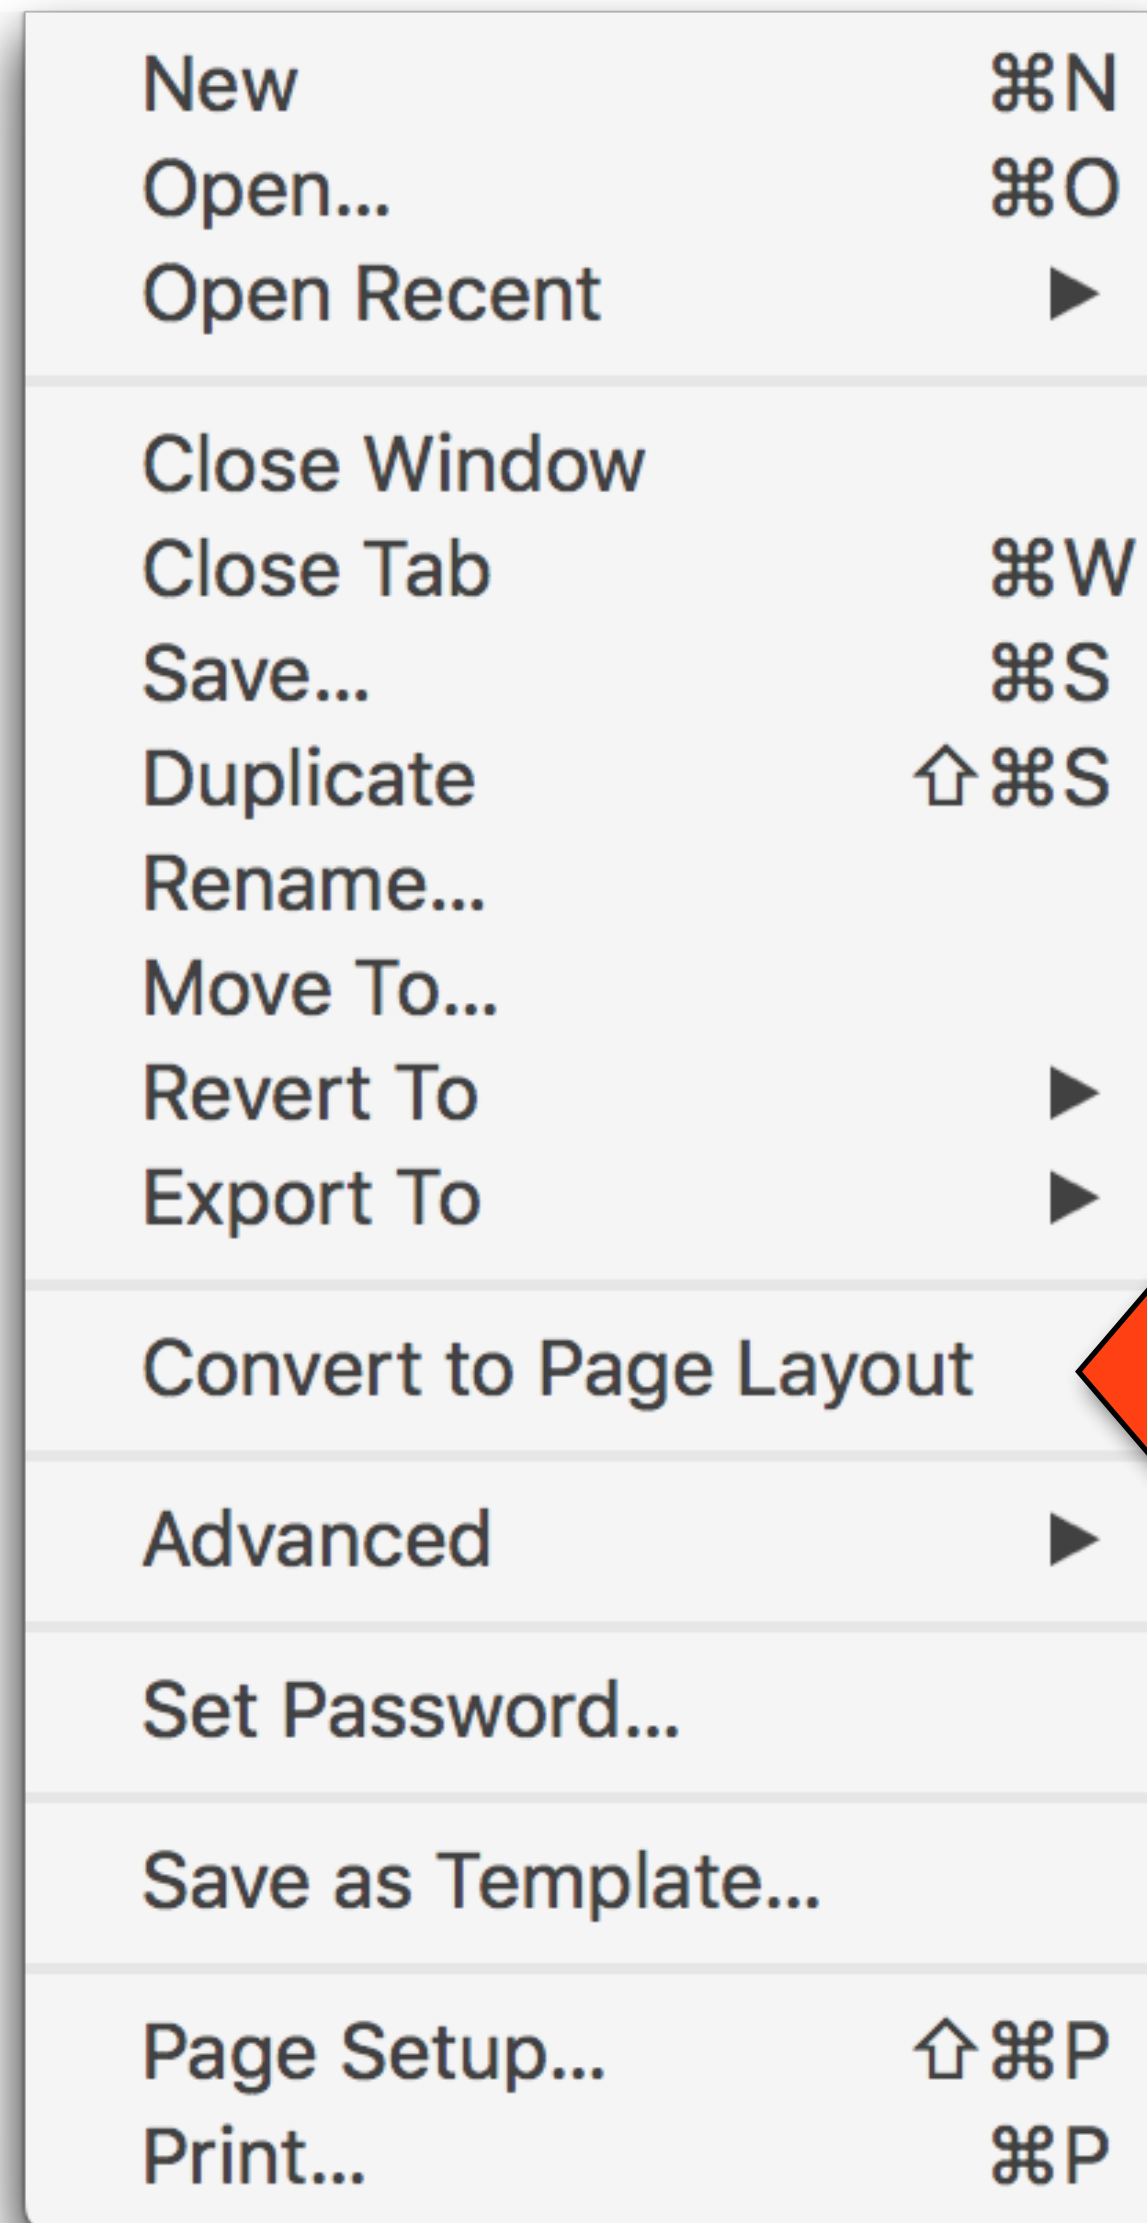 New ⌘N
Open... ⌘O
Open Recent ▶
Close Window
Close Tab ⌘W
Save... ⌘S
Duplicate ⇧⌘S
Rename...
Move To...
Revert To ▶
Export To ▶
Convert to Page Layout
Advanced ▶
Set Password...
Save as Template...
Page Setup... ⇧⌘P
Print... ⌘P